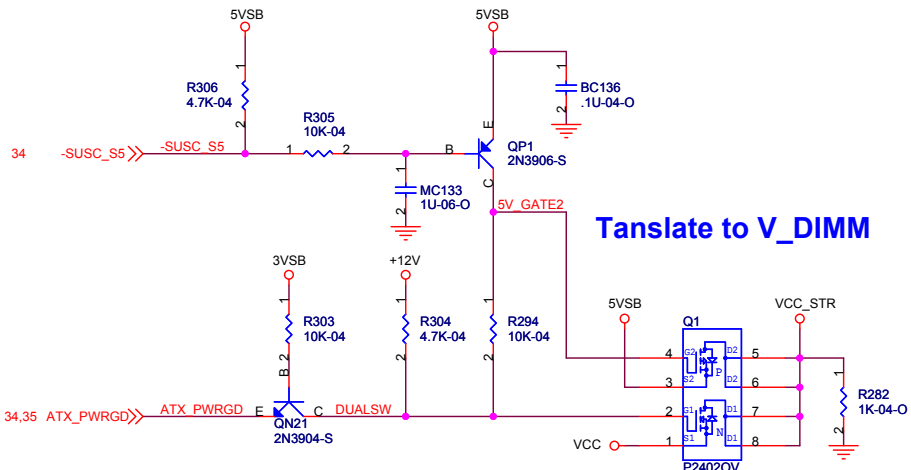 5VSB
5VSB
R306
4.7K-04
1
2
R305
10K-04
1
2
BC136
.1U-04-O
1
2
34
-SUSC_S5
-SUSC_S5
B
E
C
QP1
2N3906-S
MC133
1U-06-O
1
2
5V_GATE2
Tanslate to V_DIMM
3VSB
+12V
5VSB
VCC_STR
R303
10K-04
1
2
R304
4.7K-04
1
2
R294
10K-04
1
2
Q1
4
G2
D2
5
P
3
S2
D2
6
2
G1
D1
7
N
1
S1
D1
8
R282
1K-04-O
1
2
34,35
ATX_PWRGD
ATX_PWRGD
E
B
C
DUALSW
QN21
2N3904-S
VCC
P2402OV